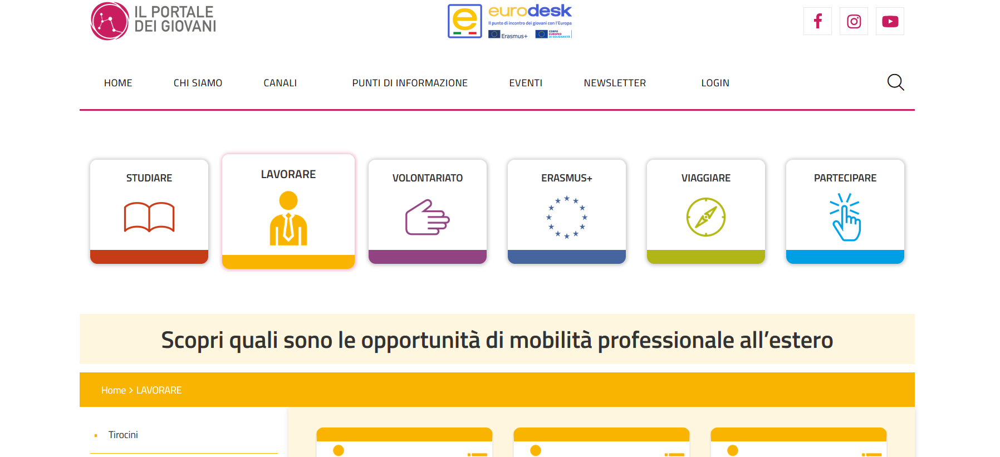 IL PORTALE
DEI GIOVANI
e
eurodesk
Il punto di incontro dei giovani con l'Europa
Erasmus+
CORPO
EUROPEO
DI SOLIDARIETÀ
HOME
CHI SIAMO
CANALI
PUNTI DI INFORMAZIONE
EVENTI
NEWSLETTER
LOGIN
STUDIARE
LAVORARE
VOLONTARIATO
ERASMUS+
VIAGGIARE
PARTECIPARE
Scopri quali sono le opportunità di mobilità professionale all’estero
Home > LAVORARE
Tirocini